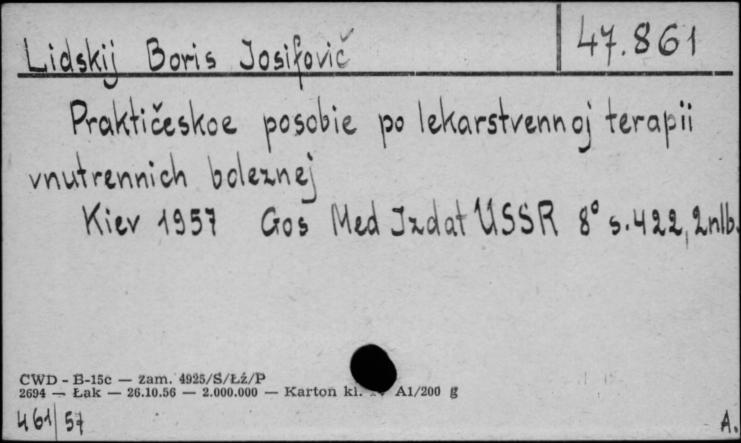 Lidskij Boris Josifovič 47.861
Praktičeskoe posobie po lekarstvennoj terapii
vnutrennich boleznej
Kiev 1957 Gos Med Izdat USSR 8° s.422, 2nlb.
CWD - B-15c — zam. 4925/S/Łż/P
2694 — Łak — 26.10.56 — 2.000.000 — Karton kl. A1/200 g
461/57 A.